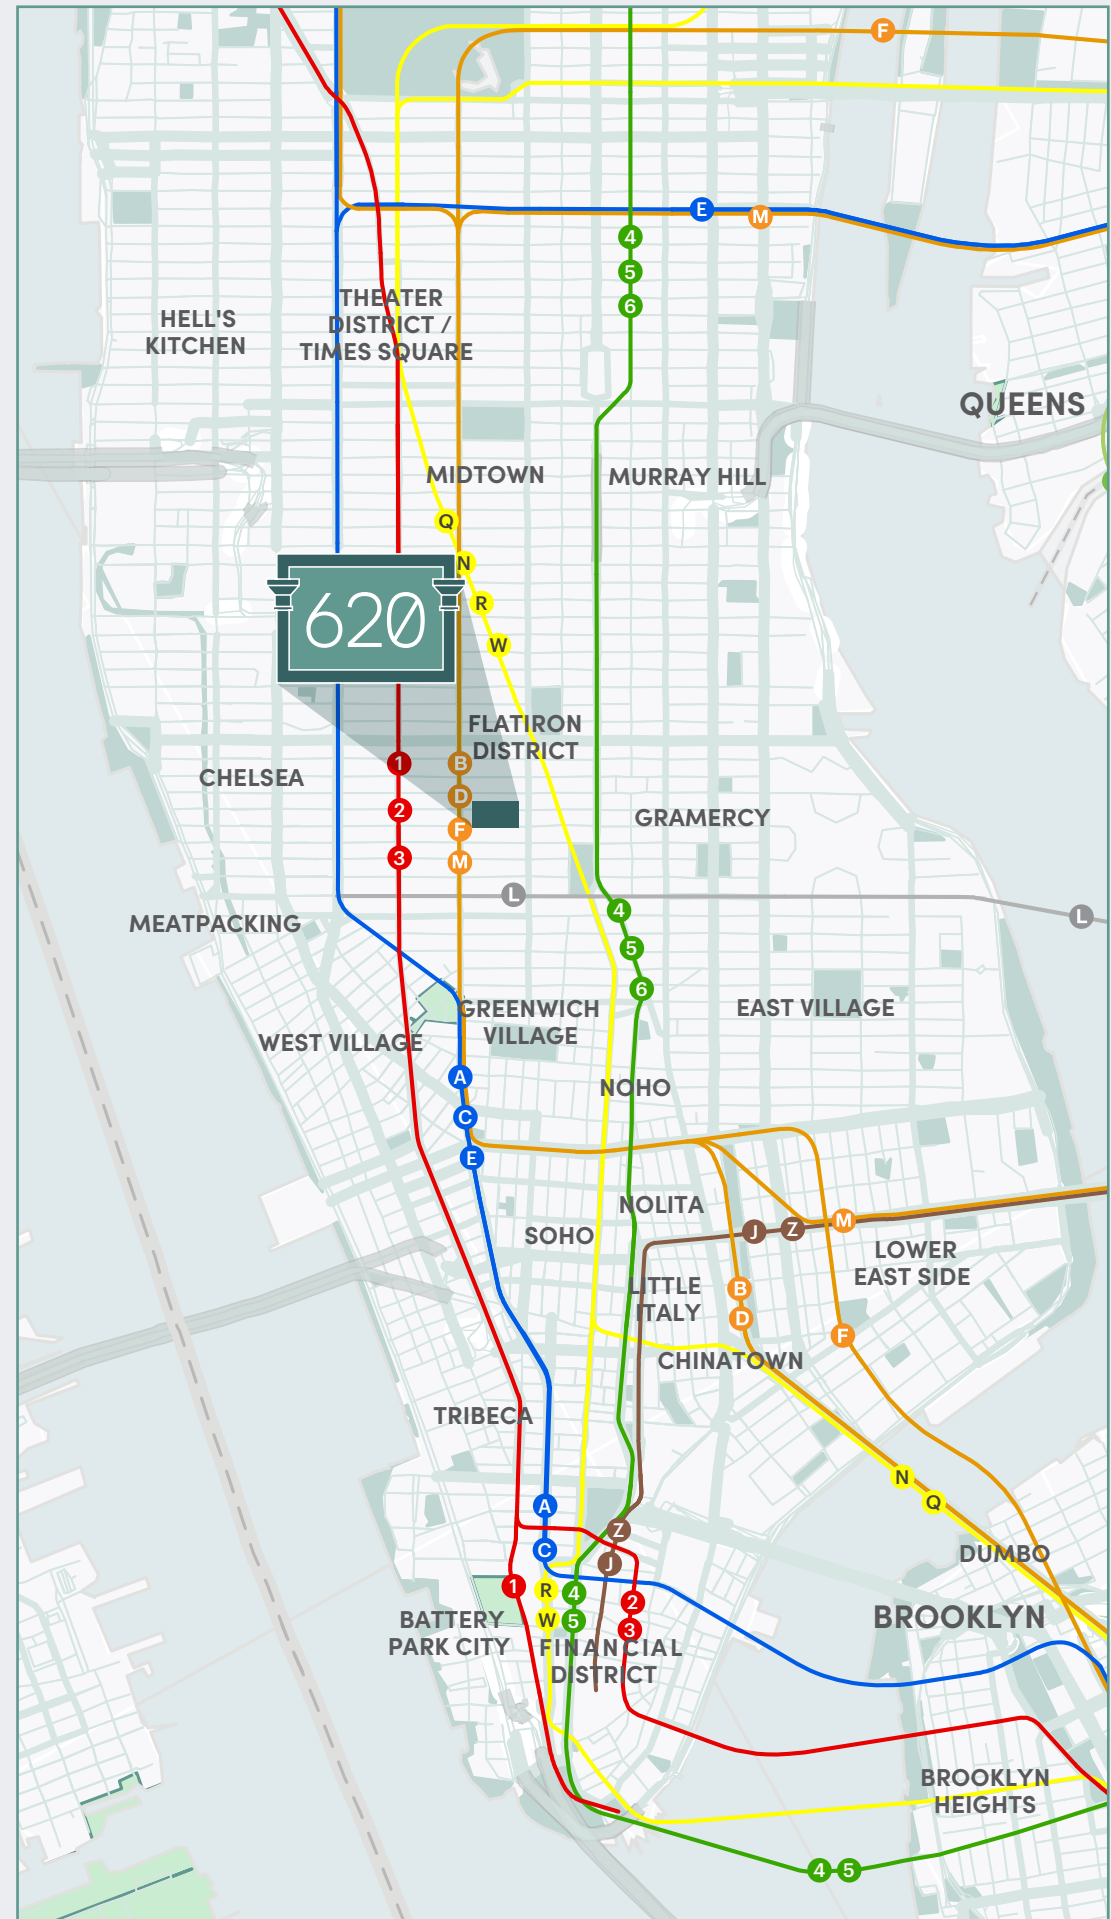 F
E
M
4
5
6
HELL'S
KITCHEN
THEATER
DISTRICT /
TIMES SQUARE
QUEENS
MIDTOWN
MURRAY HILL
Q
N
R
W
620
FLATIRON
DISTRICT
CHELSEA
1
2
3
B
D
F
M
GRAMERCY
L
L
MEATPACKING
4
5
6
GREENWICH
VILLAGE
EAST VILLAGE
WEST VILLAGE
A
C
E
NOHO
NOLITA
SOHO
J
Z
M
LOWER
EAST SIDE
LITTLE
ITALY
B
D
F
CHINATOWN
TRIBECA
N
Q
A
C
Z
J
DUMBO
BROOKLYN
1
R
W
4
5
2
3
BATTERY
PARK CITY
FINANCIAL
DISTRICT
BROOKLYN
HEIGHTS
4
5